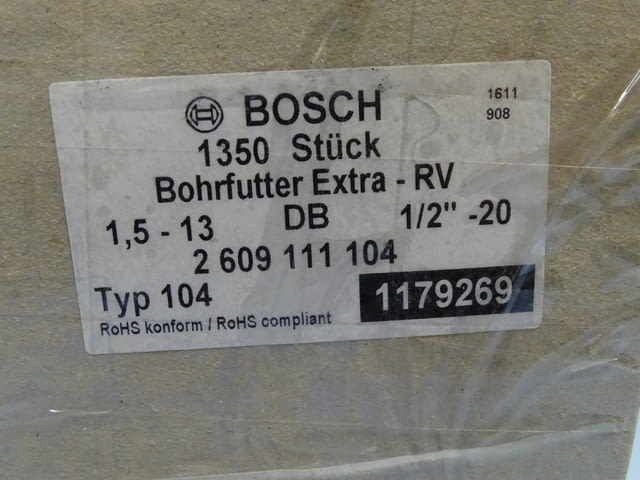 BOSCH
1611
908
1350 Stück
Bohrfutter Extra - RV
1,5 - 13 DB 1/2" -20
2 609 111 104
Typ 104 1179269
RoHS konform / RoHS compliant